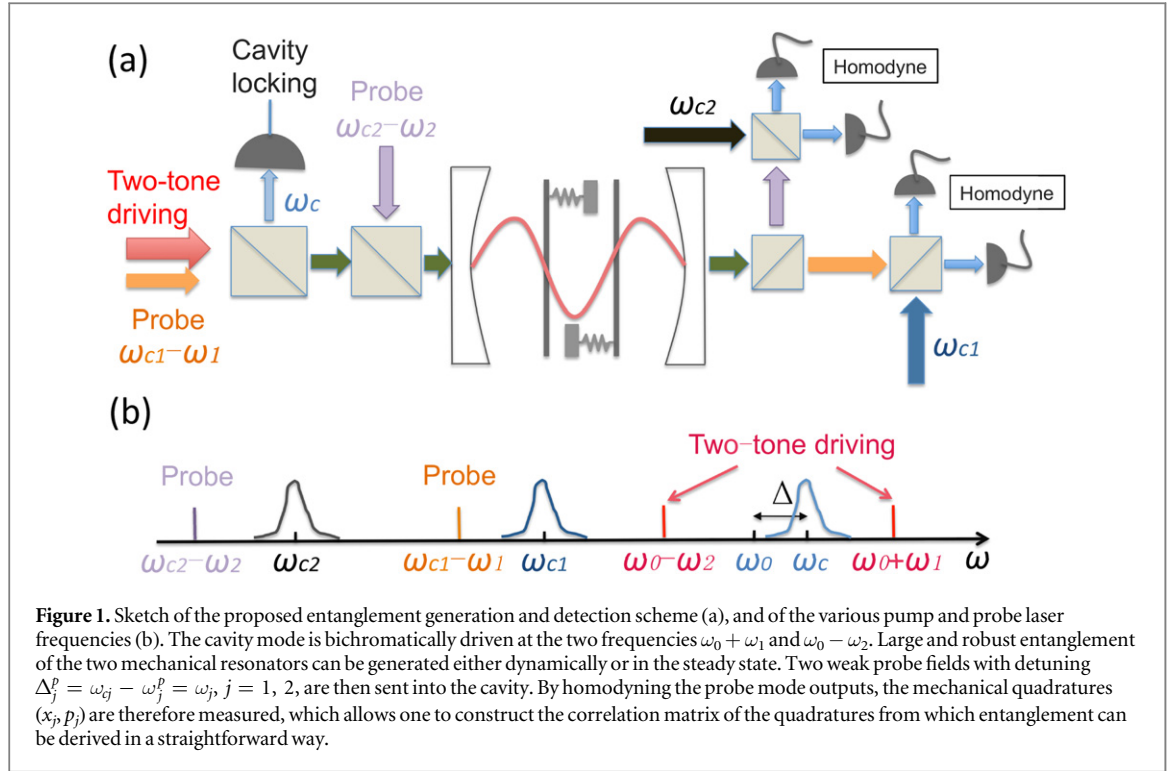 (a)
Cavity
locking
Probe
ωc2−ω2
Two-tone
driving
ωc
Probe
ωc1−ω1
ωc2
Homodyne
Homodyne
ωc1
(b)
Two−tone driving
Probe
Probe
Δ
ωc2−ω2
ωc2
ωc1−ω1
ωc1
ω0−ω2
ω0
ωc
ω0+ω1
ω
Figure 1. Sketch of the proposed entanglement generation and detection scheme (a), and of the various pump and probe laser
frequencies (b). The cavity mode is bichromatically driven at the two frequencies ω₀ + ω₁ and ω₀ − ω₂. Large and robust entanglement
of the two mechanical resonators can be generated either dynamically or in the steady state. Two weak probe fields with detuning
Δⱼᵖ = ωcj − ωⱼᵖ = ωⱼ, j = 1, 2, are then sent into the cavity. By homodyning the probe mode outputs, the mechanical quadratures
(xⱼ, pⱼ) are therefore measured, which allows one to construct the correlation matrix of the quadratures from which entanglement can
be derived in a straightforward way.